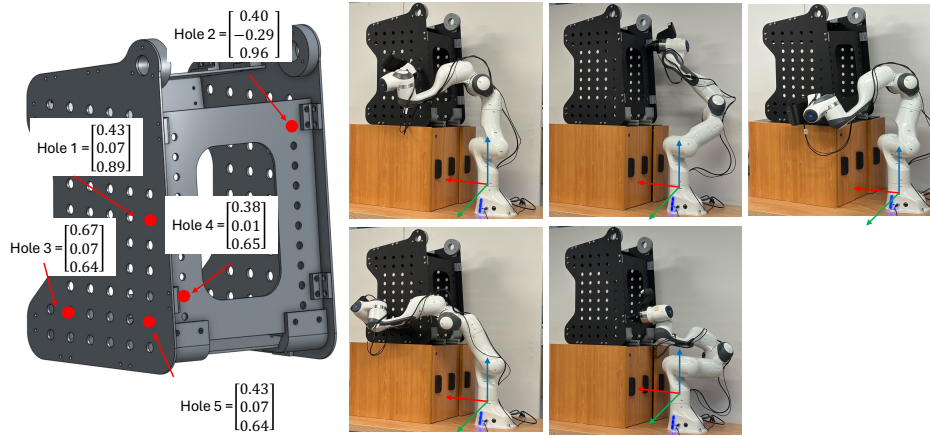 Hole 2 = [0.40
−0.29
0.96]
Hole 1 = [0.43
0.07
0.89]
Hole 4 = [0.38
0.01
0.65]
Hole 3 = [0.67
0.07
0.64]
Hole 5 = [0.43
0.07
0.64]